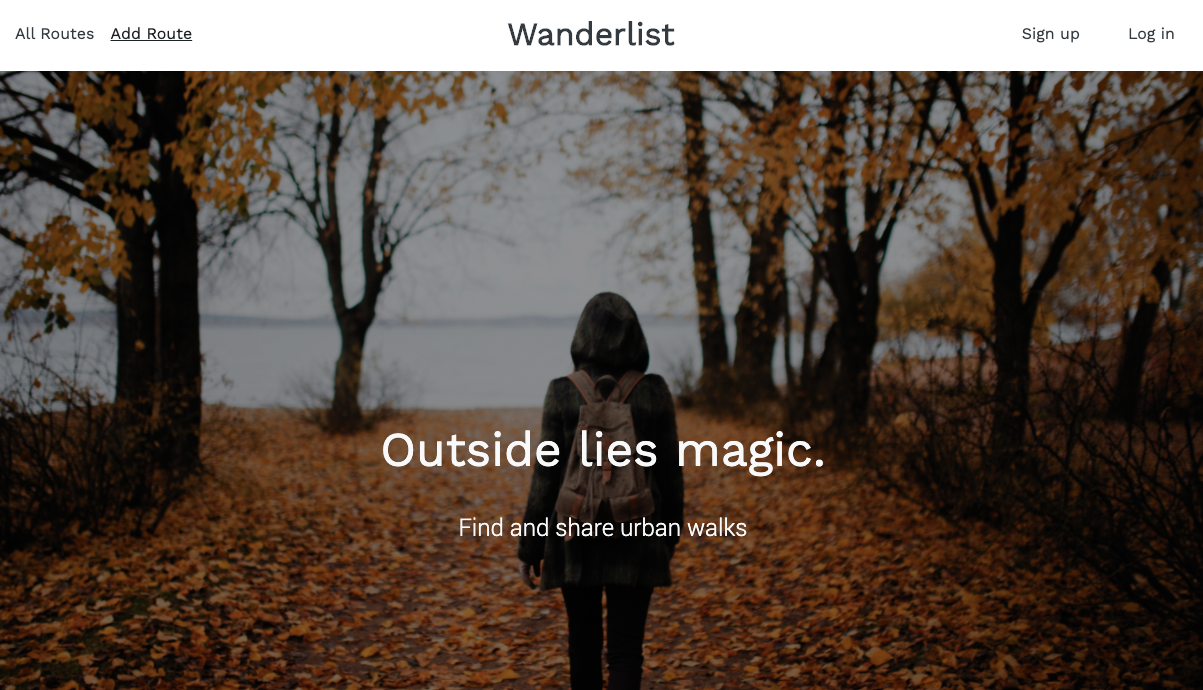 All Routes Add Route Wanderlist Sign up Log in
Outside lies magic.
Find and share urban walks